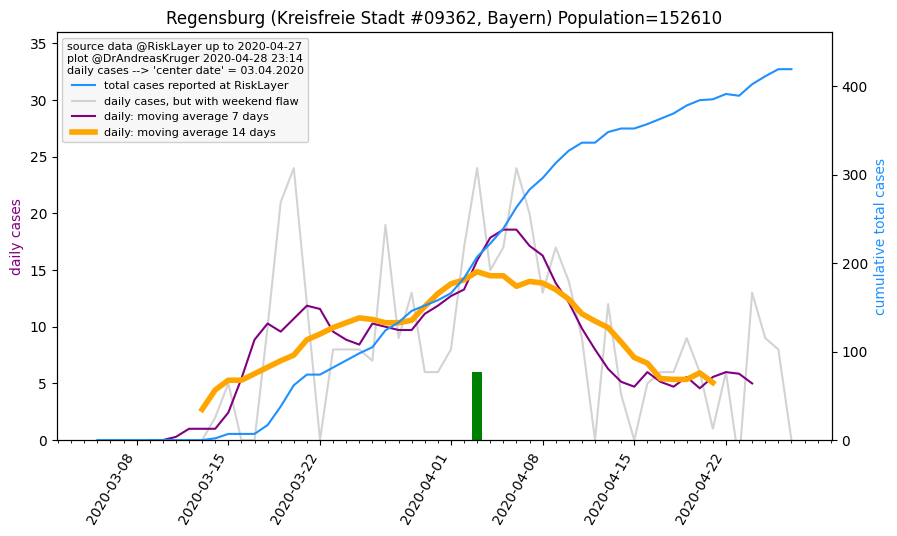 Regensburg (Kreisfreie Stadt #09362, Bayern) Population=152610
source data @RiskLayer up to 2020-04-27
plot @DrAndreasKruger 2020-04-28 23:14
daily cases --> 'center date' = 03.04.2020
total cases reported at RiskLayer
daily cases, but with weekend flaw
daily: moving average 7 days
daily: moving average 14 days
daily cases
35
30
25
20
15
10
5
0
cumulative total cases
400
300
200
100
0
2020-03-08
2020-03-15
2020-03-22
2020-04-01
2020-04-08
2020-04-15
2020-04-22